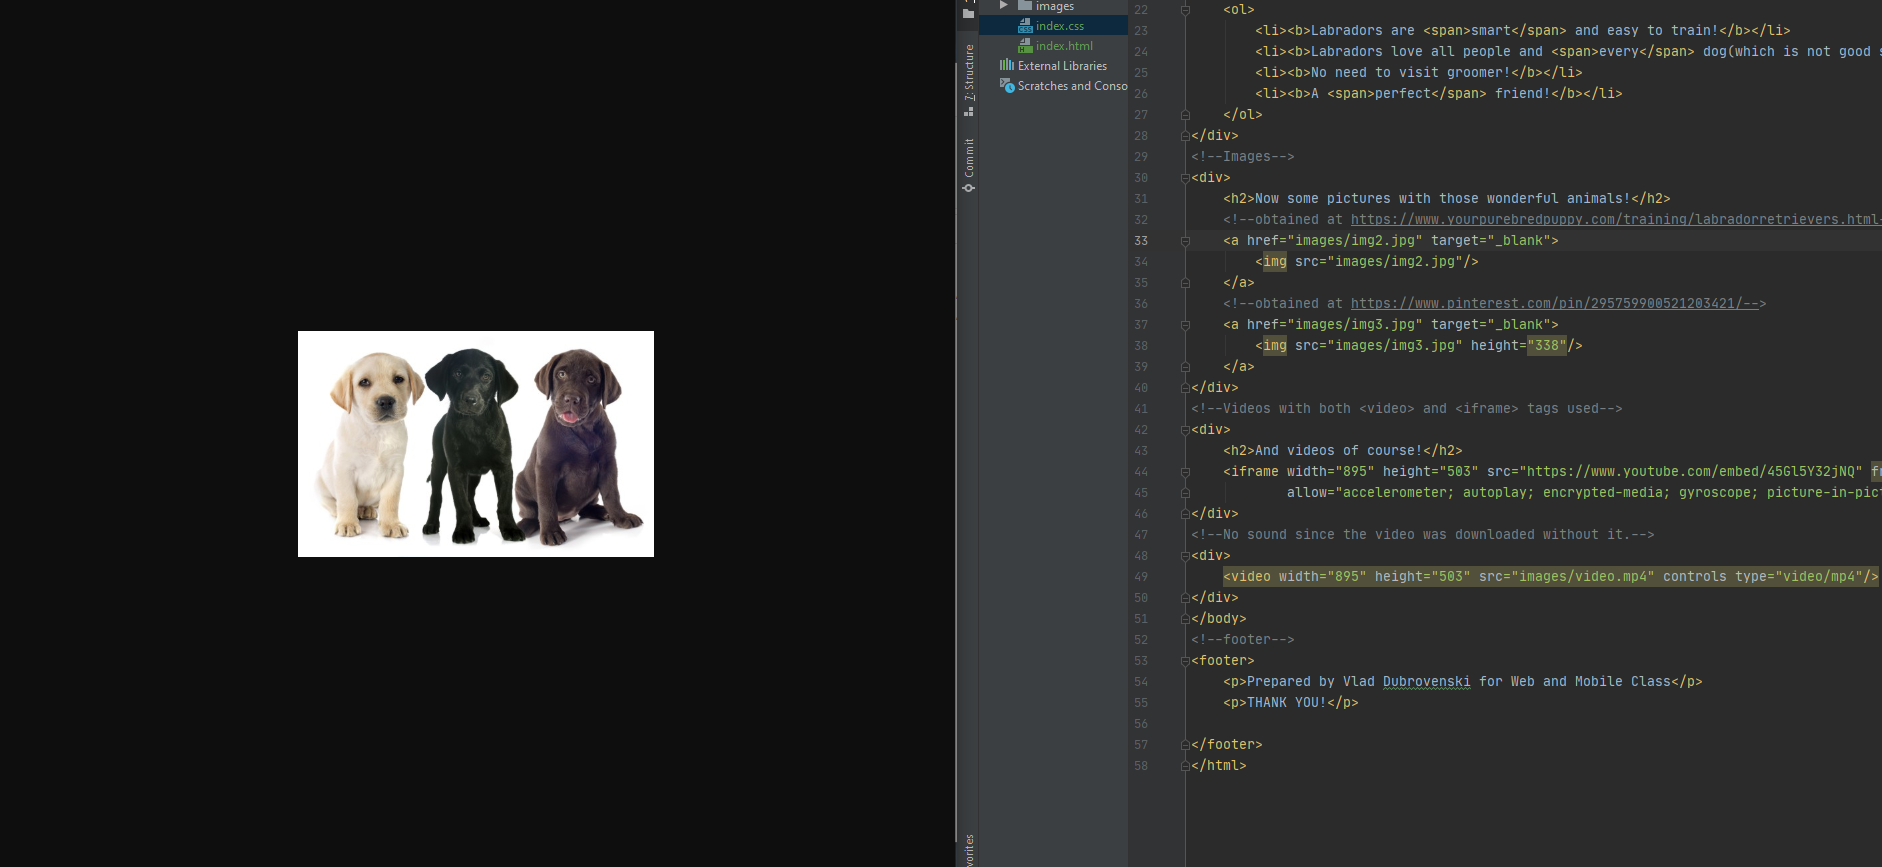 images
index.css
index.html
External Libraries
Scratches and Conso
Z: Structure
Commit
vorites
22 <ol>
23 <li><b>Labradors are <span>smart</span> and easy to train!</b></li>
24 <li><b>Labradors love all people and <span>every</span> dog(which is not good s
25 <li><b>No need to visit groomer!</b></li>
26 <li><b>A <span>perfect</span> friend!</b></li>
27 </ol>
28 </div>
29 <!--Images-->
30 <div>
31 <h2>Now some pictures with those wonderful animals!</h2>
32 <!--obtained at https://www.yourpurebredpuppy.com/training/labradorretrievers.html-
33 <a href="images/img2.jpg" target="_blank">
34 <img src="images/img2.jpg"/>
35 </a>
36 <!--obtained at https://www.pinterest.com/pin/295759900521203421/-->
37 <a href="images/img3.jpg" target="_blank">
38 <img src="images/img3.jpg" height="338"/>
39 </a>
40 </div>
41 <!--Videos with both <video> and <iframe> tags used-->
42 <div>
43 <h2>And videos of course!</h2>
44 <iframe width="895" height="503" src="https://www.youtube.com/embed/45Gl5Y32jNQ" fr
45 allow="accelerometer; autoplay; encrypted-media; gyroscope; picture-in-pict
46 </div>
47 <!--No sound since the video was downloaded without it.-->
48 <div>
49 <video width="895" height="503" src="images/video.mp4" controls type="video/mp4"/>
50 </div>
51 </body>
52 <!--footer-->
53 <footer>
54 <p>Prepared by Vlad Dubrovenski for Web and Mobile Class</p>
55 <p>THANK YOU!</p>
56
57 </footer>
58 </html>